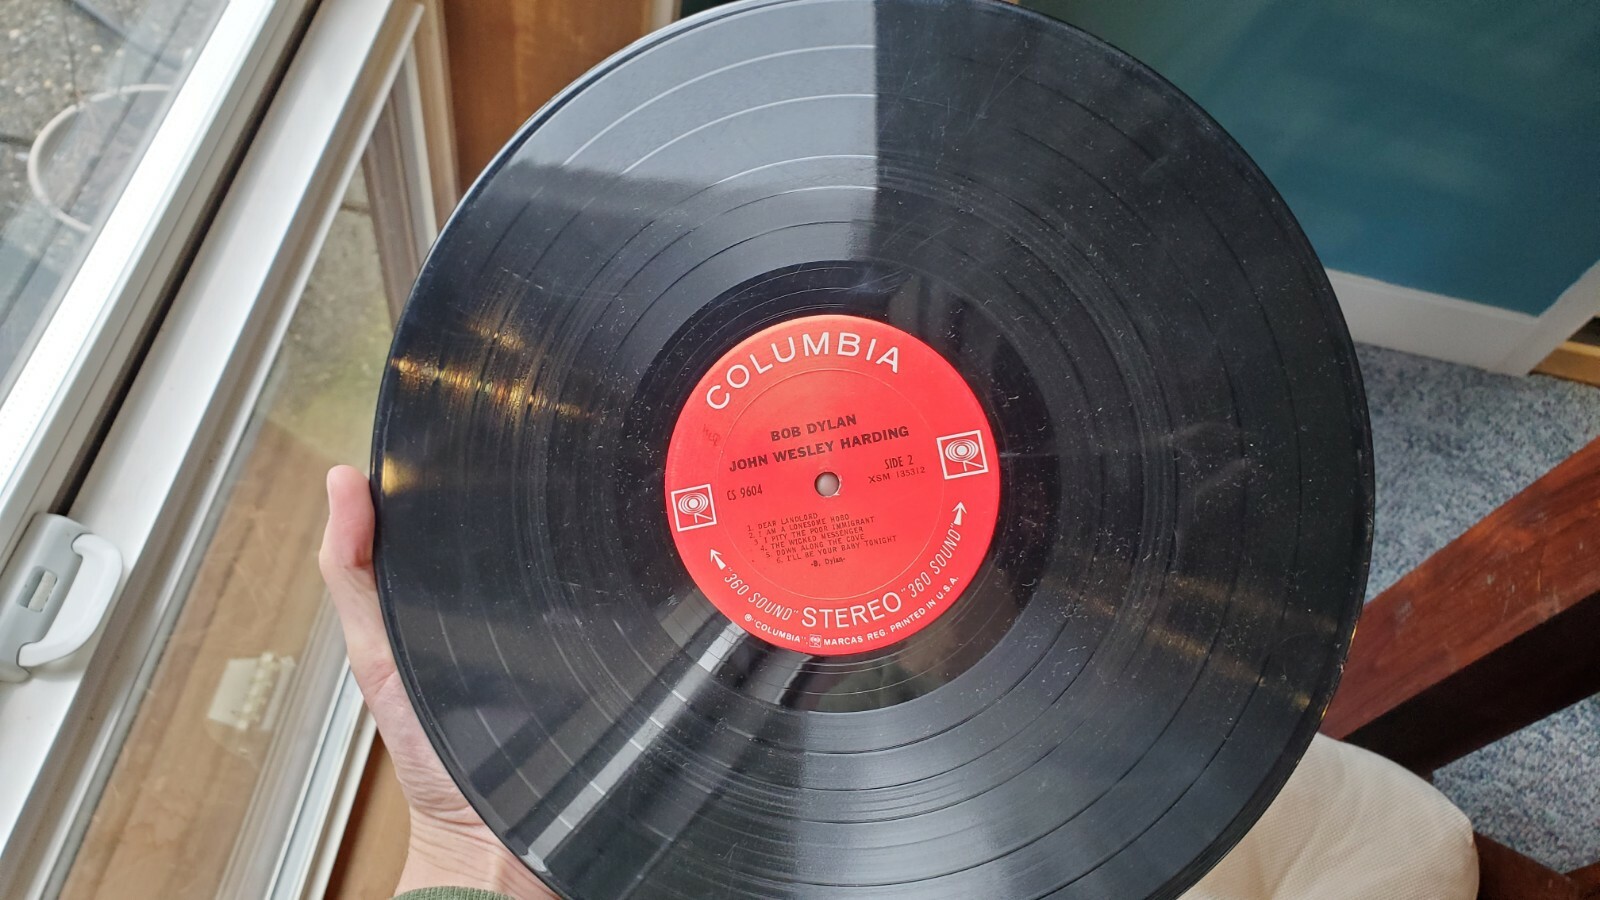 COLUMBIA
BOB DYLAN
JOHN WESLEY HARDING
SIDE 2
CS 9604
XSM 135312
1. DEAR LANDLORD
2. I AM A LONESOME HOBO
3. I PITY THE POOR IMMIGRANT
4. THE WICKED MESSENGER
5. DOWN ALONG THE COVE
6. I'LL BE YOUR BABY TONIGHT
-B. Dylan-
"360 SOUND" STEREO "360 SOUND"
℗ "COLUMBIA" MARCAS REG. PRINTED IN U.S.A.